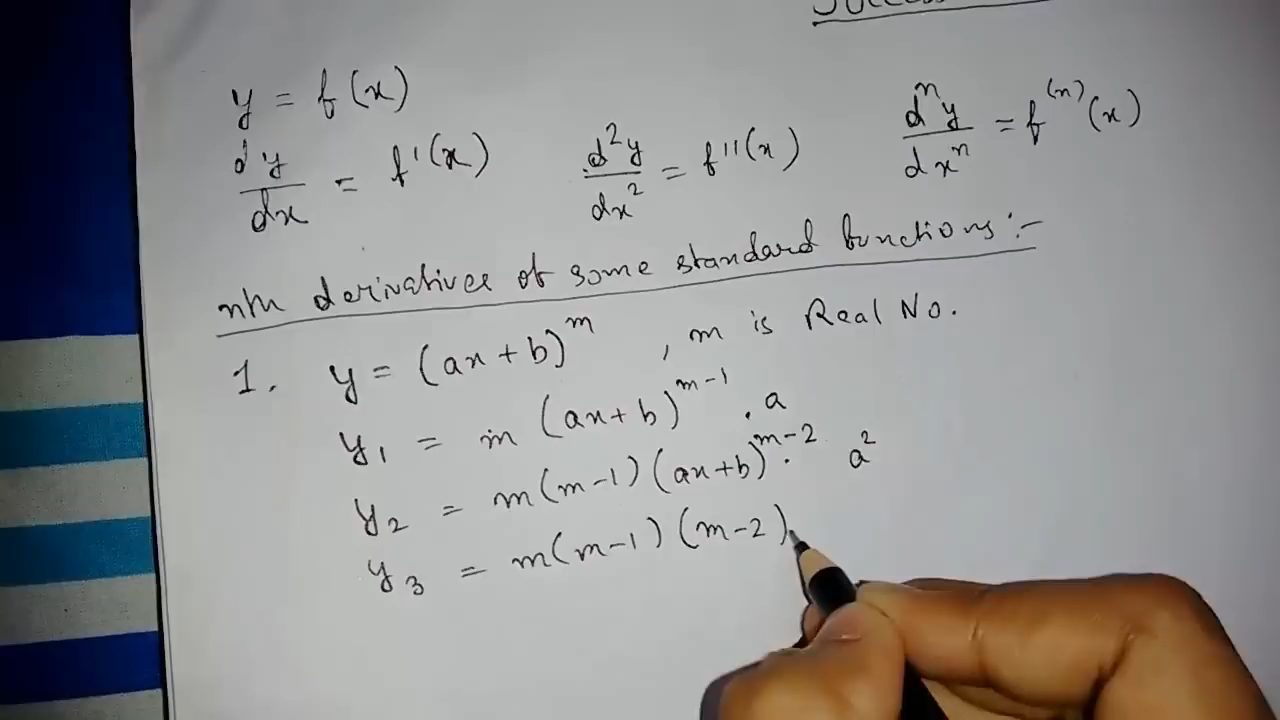 y = f(x)
dy/dx = f'(x)    d²y/dx² = f''(x)    dⁿy/dxⁿ = f⁽ⁿ⁾(x)
nth derivatives of some standard functions :-
1. y = (ax+b)^m , m is Real No.
y₁ = m (ax+b)^{m-1} . a
y₂ = m(m-1)(ax+b)^{m-2} . a²
y₃ = m(m-1)(m-2)